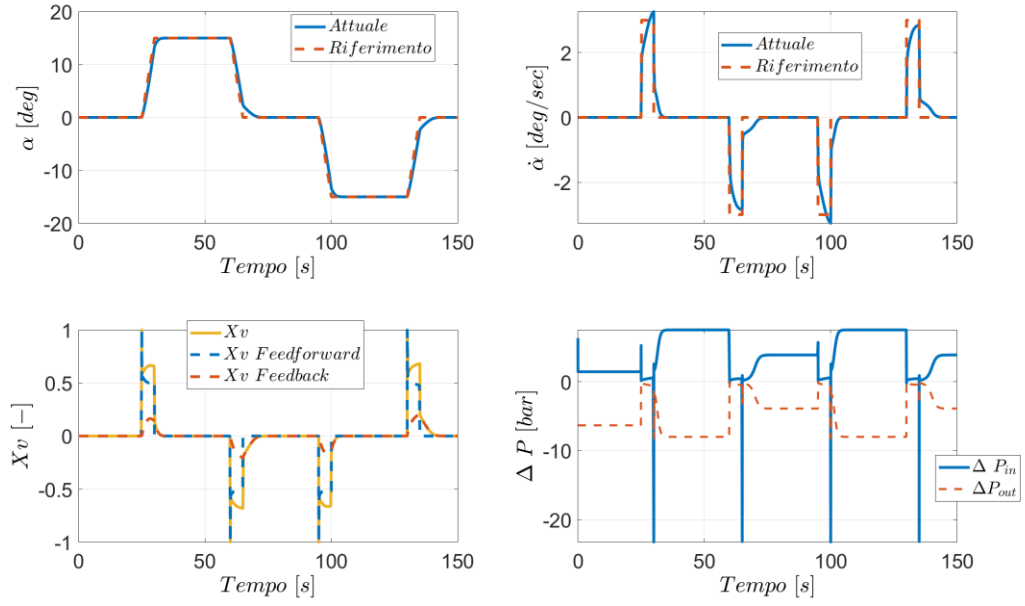 20
10
0
-10
-20
α [deg]
Attuale
Riferimento
0
50
100
150
Tempo [s]
2
0
-2
α̇ [deg/sec]
Attuale
Riferimento
0
50
100
150
Tempo [s]
1
0.5
0
-0.5
-1
Xv [−]
Xv
Xv Feedforward
Xv Feedback
0
50
100
150
Tempo [s]
0
-10
-20
Δ P [bar]
Δ P_in
ΔP_out
0
50
100
150
Tempo [s]